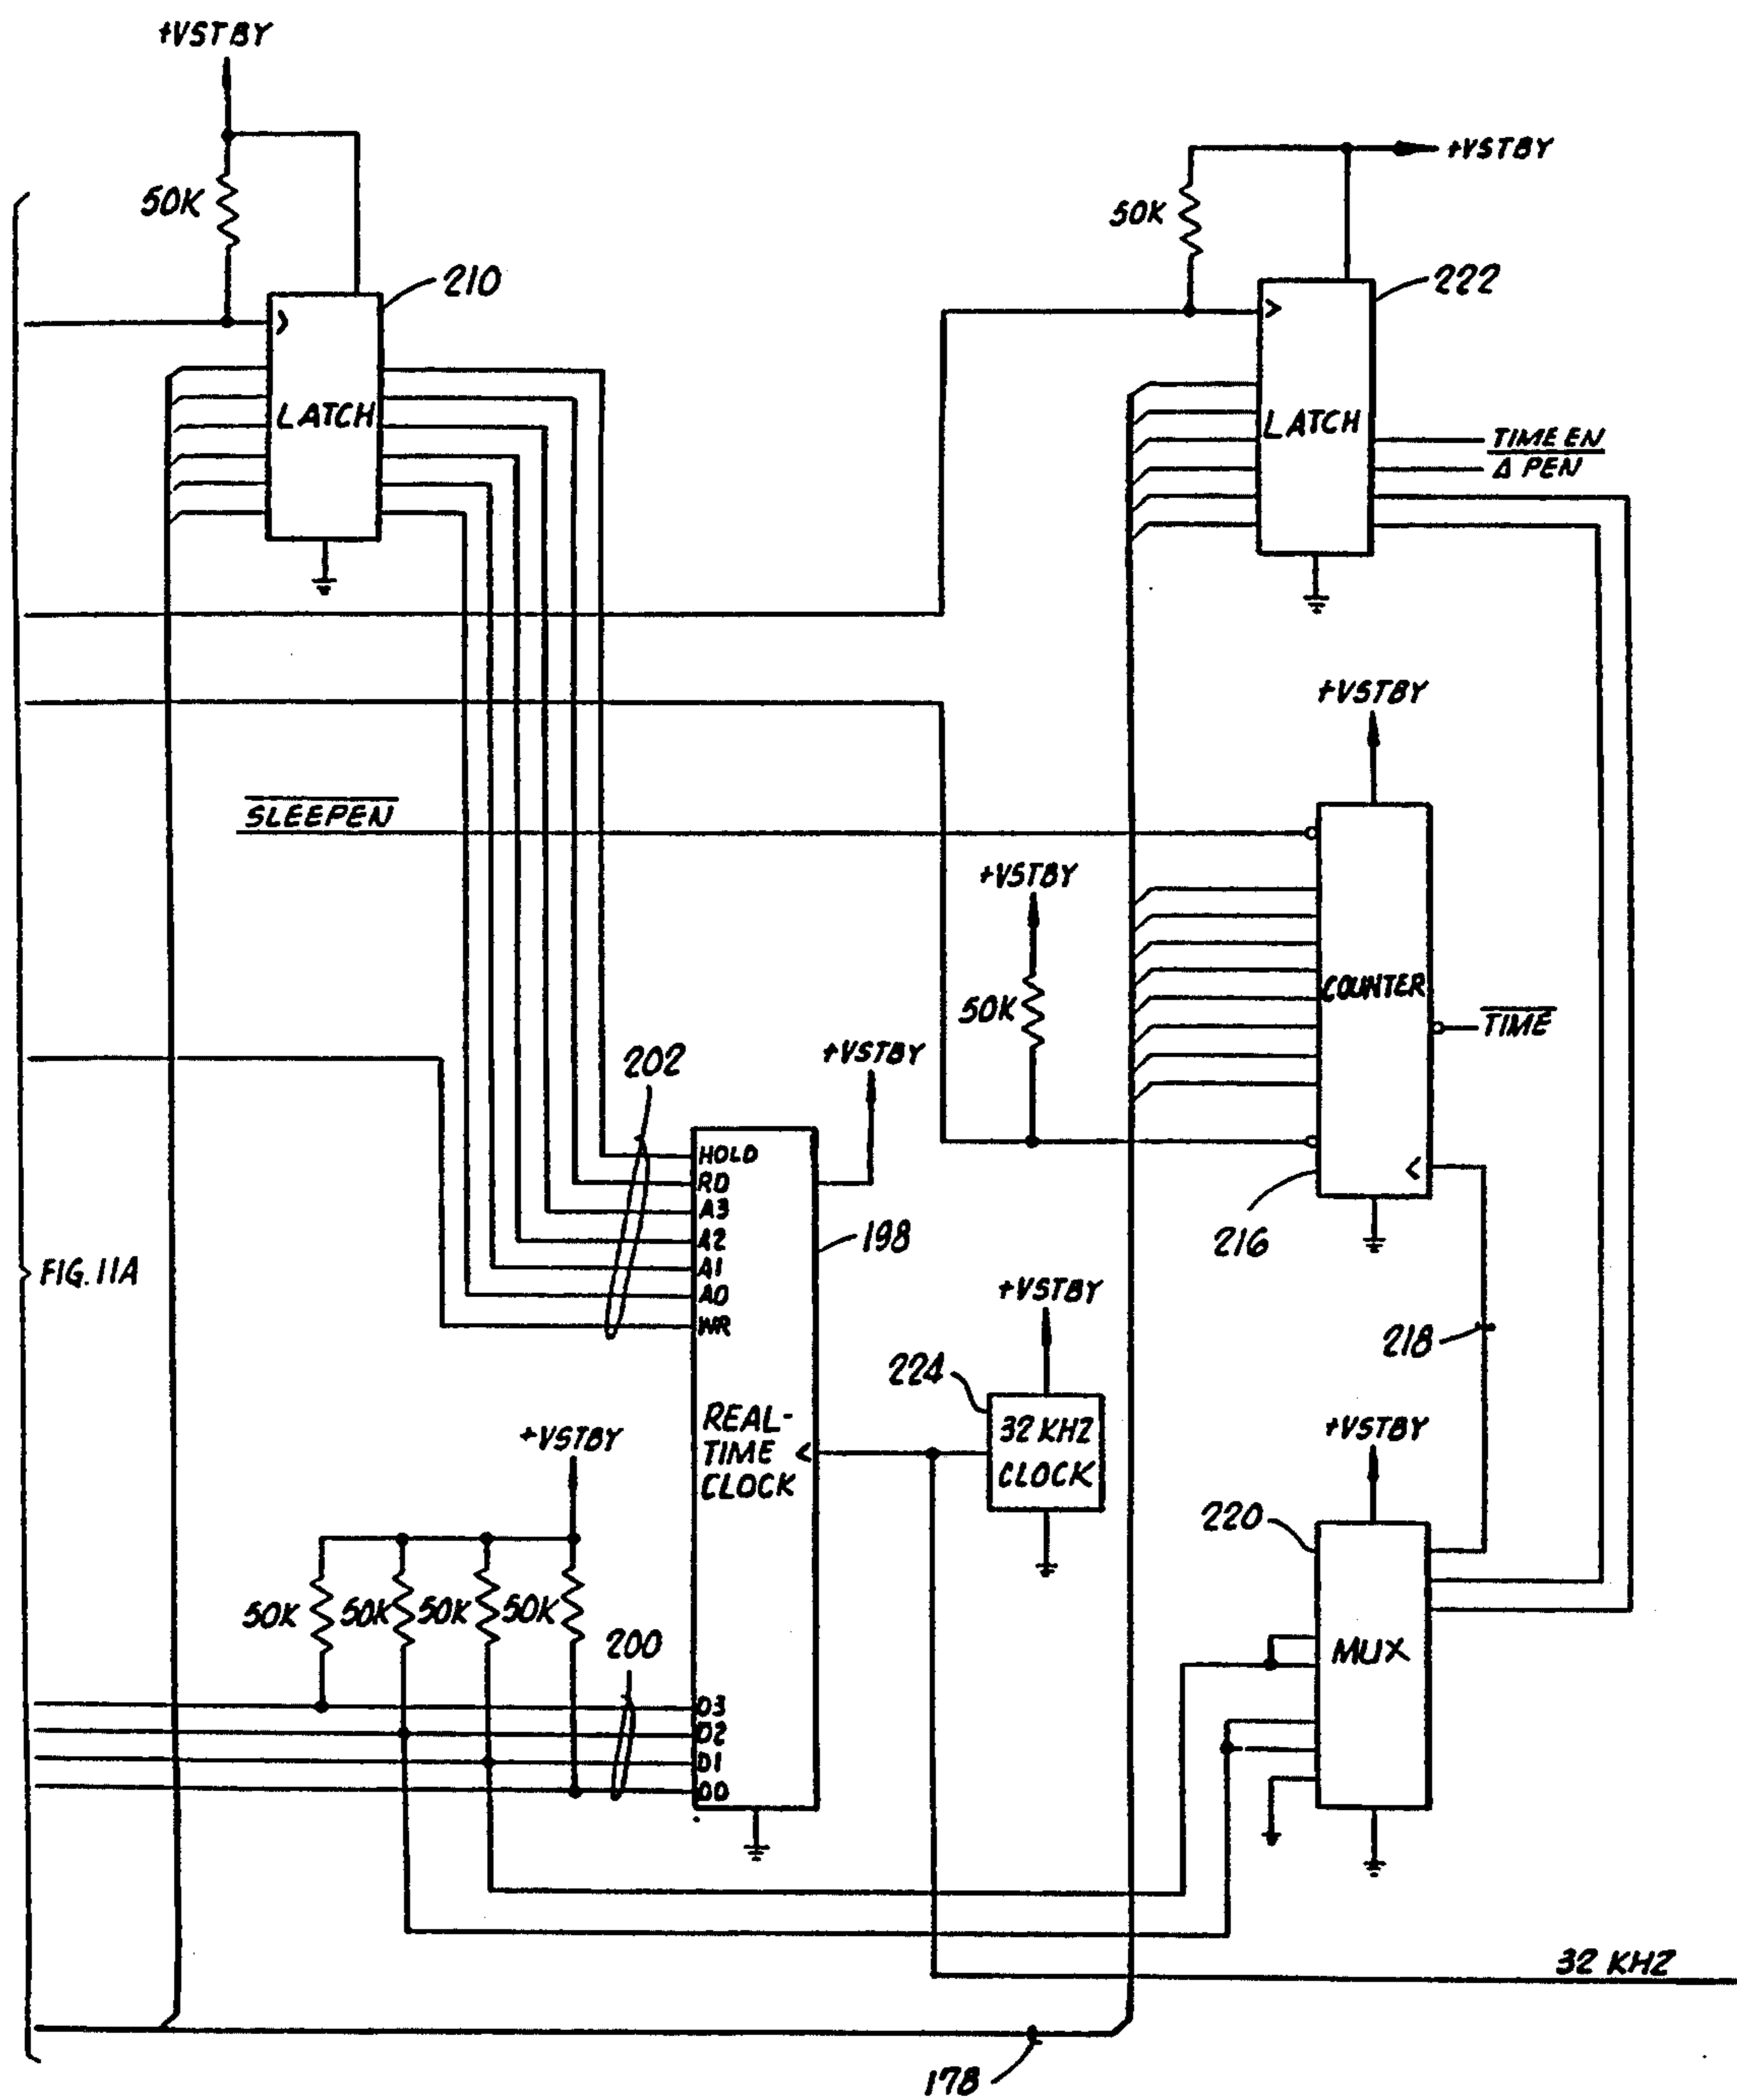 +VSTBY
+VSTBY
50K
50K
210
222
LATCH
LATCH
TIME EN
Δ PEN
+VSTBY
SLEEPEN
+VSTBY
COUNTER
50K
TIME
202
+VSTBY
HOLD
RD
A3
A2
198
216
FIG. 11A
A1
A0
+VSTBY
WR
218
224
REAL-
TIME
CLOCK
32 KHZ
CLOCK
+VSTBY
+VSTBY
220
50K
50K
50K
50K
200
MUX
D3
D2
D1
D0
32 KHZ
178